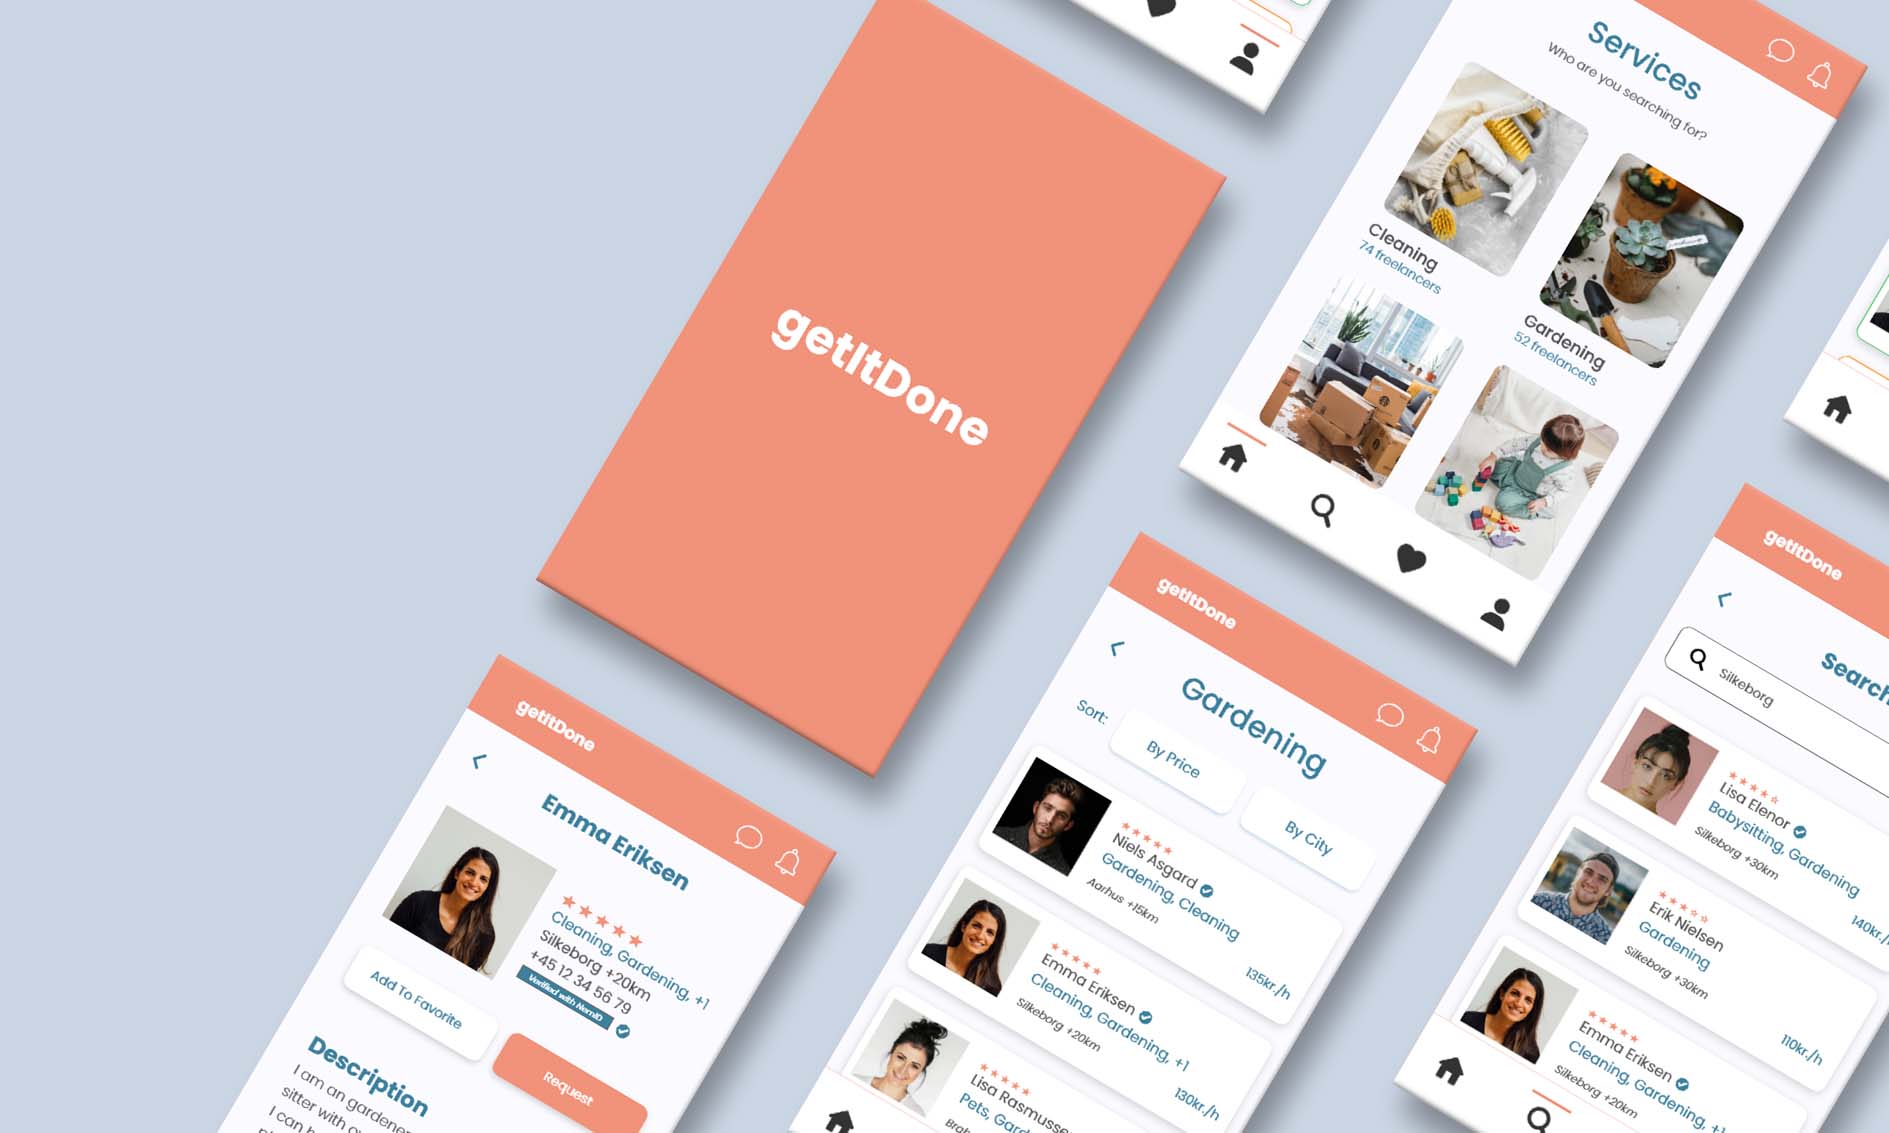 getItDone
Services
Who are you searching for?
Cleaning
74 freelancers
Gardening
52 freelancers
getItDone
Emma Eriksen
Cleaning, Gardening, +1
Silkeborg +20km
+45 12 34 56 79
Verified with NemID
Add To Favorite
Request
Description
I am an gardener
sitter with
I can
getItDone
Gardening
Sort:
By Price
By City
Niels Asgard
Gardening, Cleaning
Aarhus +15km
135kr./h
Emma Eriksen
Cleaning, Gardening, +1
Silkeborg +20km
130kr./h
Lisa Rasmusse
Pets, Gard
getItDone
Search
Silkeborg
Lisa Elenor
Babysitting, Gardening
Silkeborg +30km
140kr./
Erik Nielsen
Gardening
Silkeborg +30km
110kr./h
Emma Eriksen
Cleaning, Gardening, +1
Silkeborg +20km